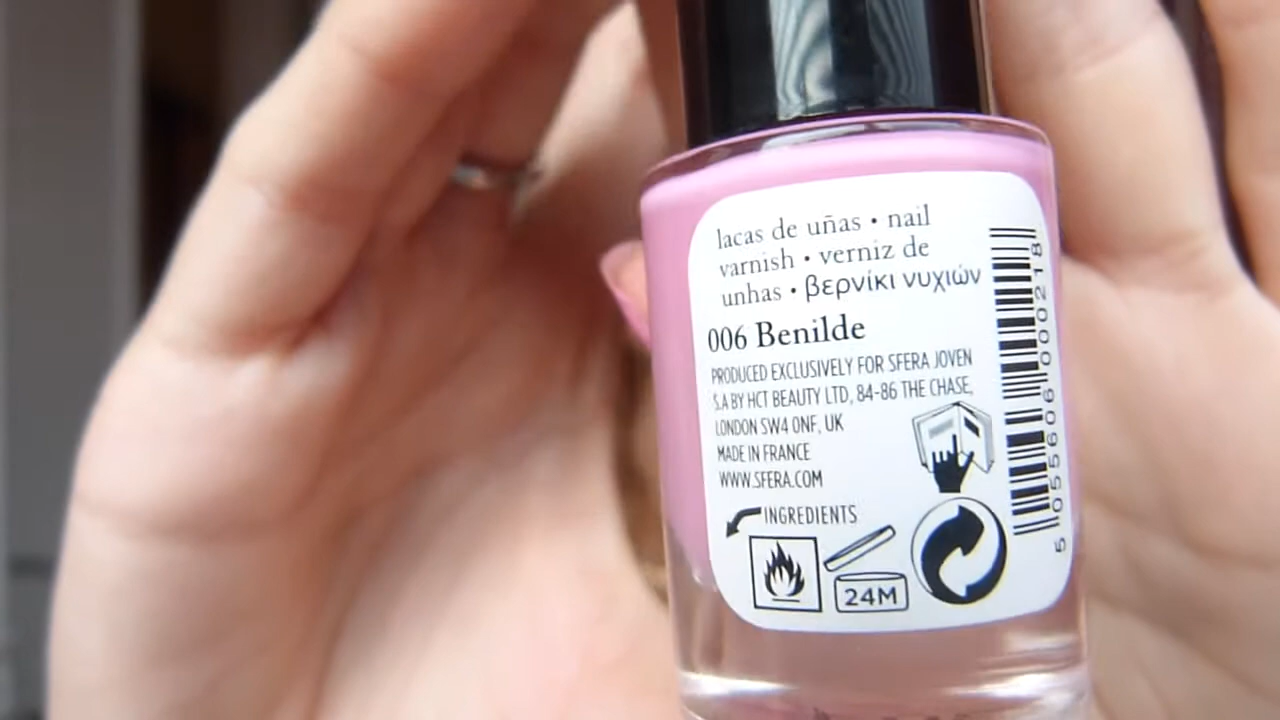 lacas de uñas • nail
varnish • verniz de
unhas • βερνίκι νυχιών
006 Benilde
PRODUCED EXCLUSIVELY FOR SFERA JOVEN
S.A BY HCT BEAUTY LTD, 84-86 THE CHASE,
LONDON SW4 0NF, UK
MADE IN FRANCE
WWW.SFERA.COM
INGREDIENTS
24M
5 055606 000218